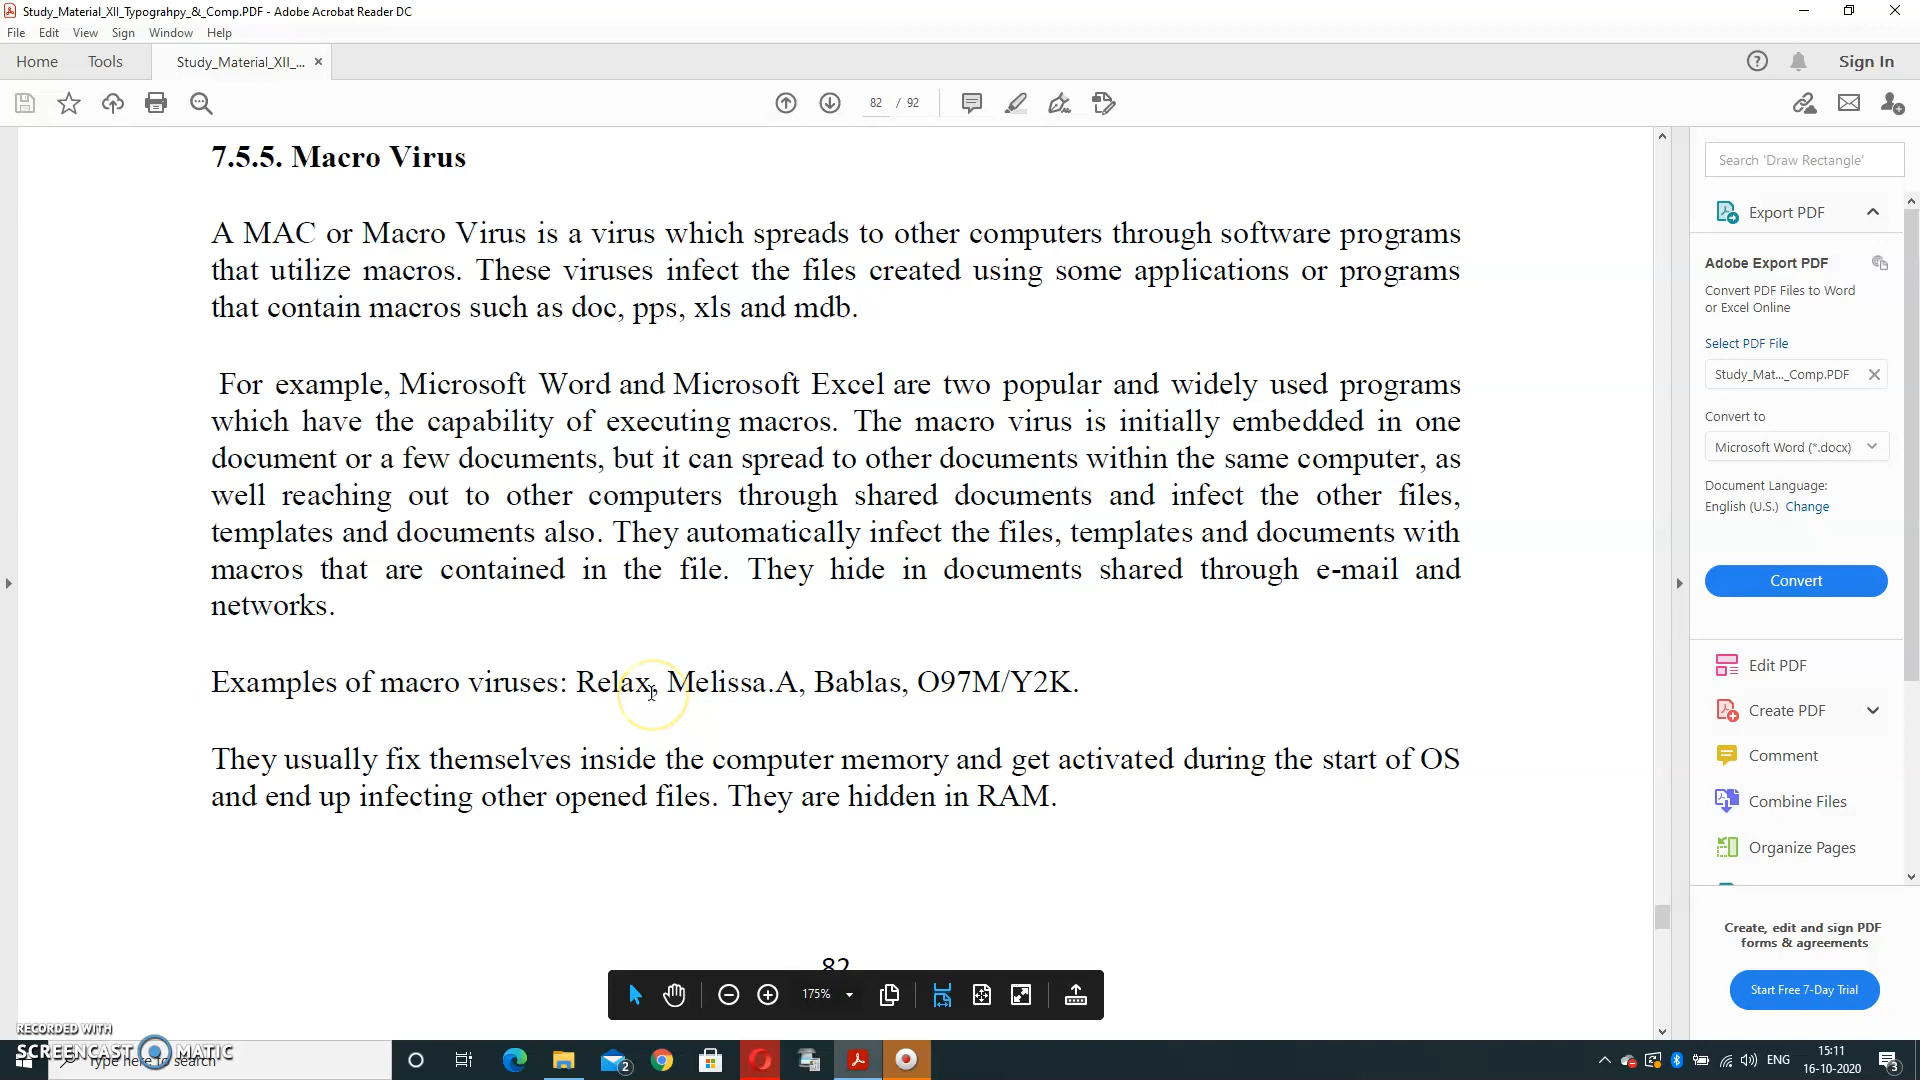 Study_Material_XII_Typograhpy_&_Comp.PDF - Adobe Acrobat Reader DC
File Edit View Sign Window Help
Home Tools Study_Material_XII_... × Sign In
82 / 92
7.5.5. Macro Virus
A MAC or Macro Virus is a virus which spreads to other computers through software programs
that utilize macros. These viruses infect the files created using some applications or programs
that contain macros such as doc, pps, xls and mdb.
For example, Microsoft Word and Microsoft Excel are two popular and widely used programs
which have the capability of executing macros. The macro virus is initially embedded in one
document or a few documents, but it can spread to other documents within the same computer, as
well reaching out to other computers through shared documents and infect the other files,
templates and documents also. They automatically infect the files, templates and documents with
macros that are contained in the file. They hide in documents shared through e-mail and
networks.
Examples of macro viruses: Relax, Melissa.A, Bablas, O97M/Y2K.
They usually fix themselves inside the computer memory and get activated during the start of OS
and end up infecting other opened files. They are hidden in RAM.
82
175%
Search 'Draw Rectangle'
Export PDF
Adobe Export PDF
Convert PDF Files to Word
or Excel Online
Select PDF File
Study_Mat..._Comp.PDF
Convert to
Microsoft Word (*.docx)
Document Language:
English (U.S.) Change
Convert
Edit PDF
Create PDF
Comment
Combine Files
Organize Pages
Create, edit and sign PDF
forms & agreements
Start Free 7-Day Trial
RECORDED WITH
SCREENCAST MATIC
Type here to search
2
ENG
15:11
16-10-2020
3